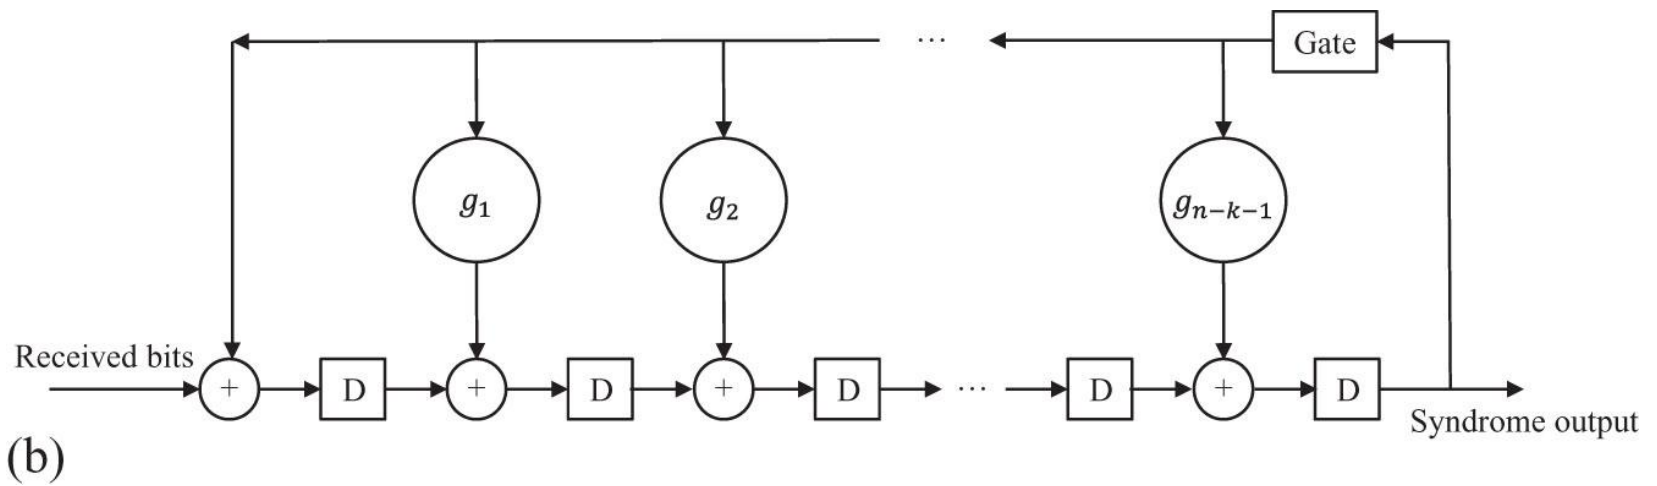 ... Gate
g₁ g₂ gₙ₋ₖ₋₁
Received bits
+ D + D + D ... D + D
Syndrome output
(b)